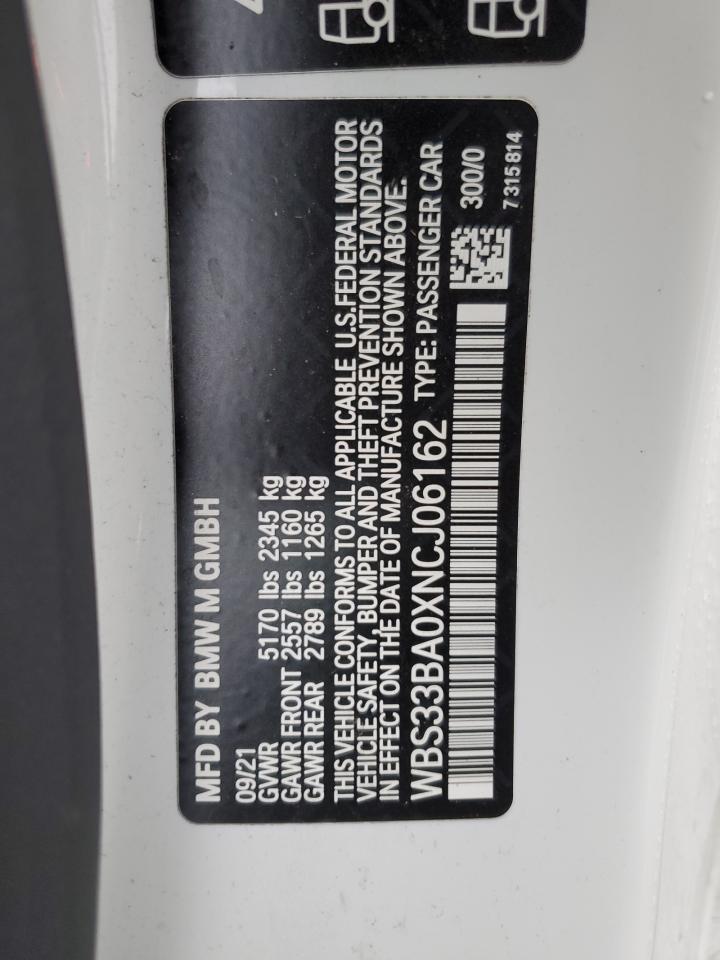 MFD BY BMW M GMBH
09/21
GVWR 5170 lbs 2345 kg
GAWR FRONT 2557 lbs 1160 kg
GAWR REAR 2789 lbs 1265 kg
THIS VEHICLE CONFORMS TO ALL APPLICABLE U.S.FEDERAL MOTOR
VEHICLE SAFETY, BUMPER AND THEFT PREVENTION STANDARDS
IN EFFECT ON THE DATE OF MANUFACTURE SHOWN ABOVE.
WBS33BA0XNCJ06162 TYPE: PASSENGER CAR
300/0
7 315 814